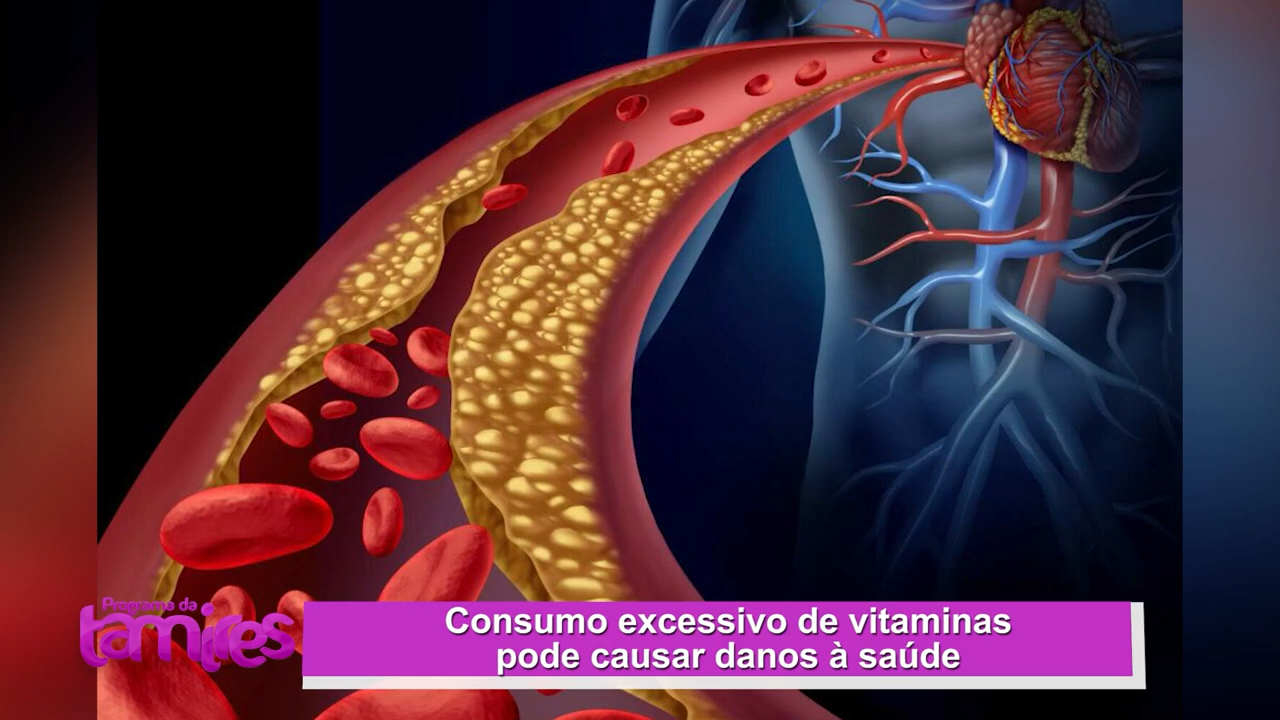 Programa da
tamires
Consumo excessivo de vitaminas
pode causar danos à saúde